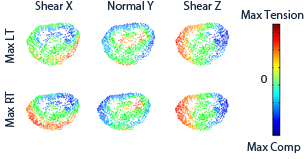 Shear X Normal Y Shear Z
Max Tension
Max LT
0
Max RT
Max Comp